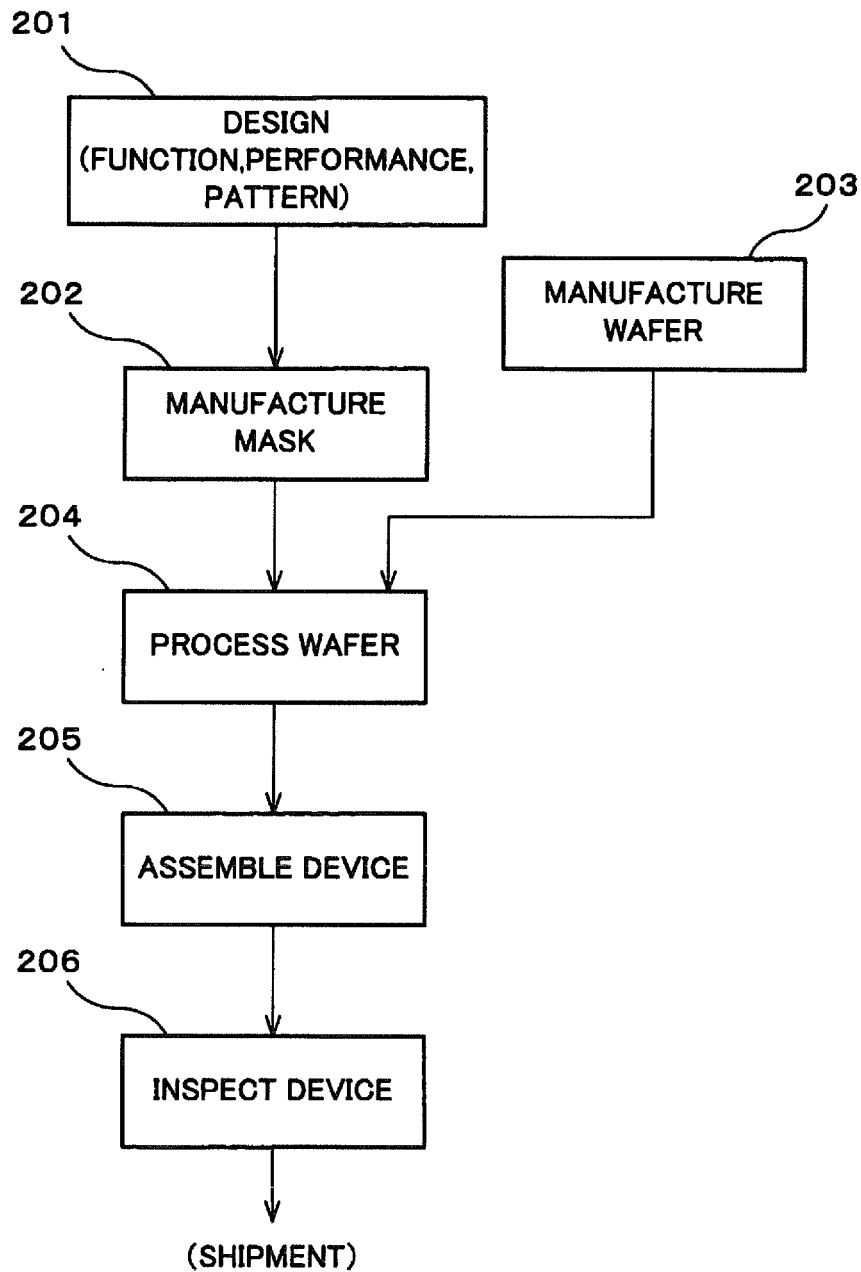 201
DESIGN
(FUNCTION,PERFORMANCE,
PATTERN)
203
MANUFACTURE
WAFER
202
MANUFACTURE
MASK
204
PROCESS WAFER
205
ASSEMBLE DEVICE
206
INSPECT DEVICE
(SHIPMENT)